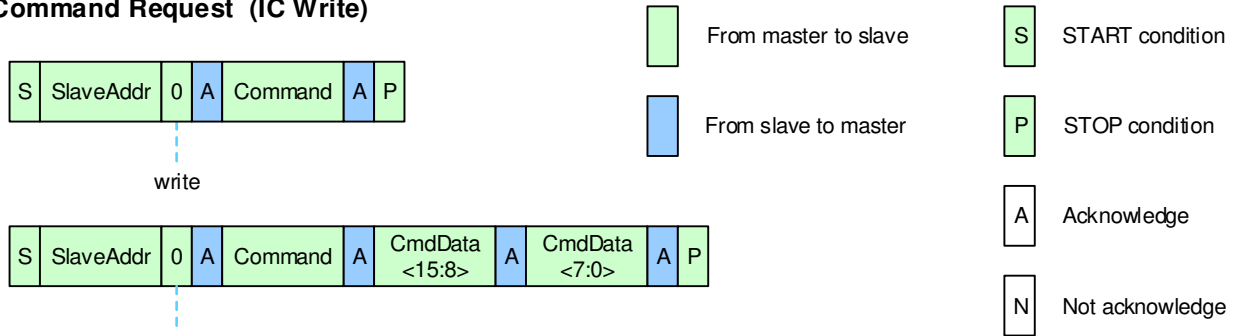 Command Request (IC Write)
From master to slave
S START condition
S SlaveAddr 0 A Command A P
From slave to master
P STOP condition
write
A Acknowledge
S SlaveAddr 0 A Command A CmdData <15:8> A CmdData <7:0> A P
N Not acknowledge